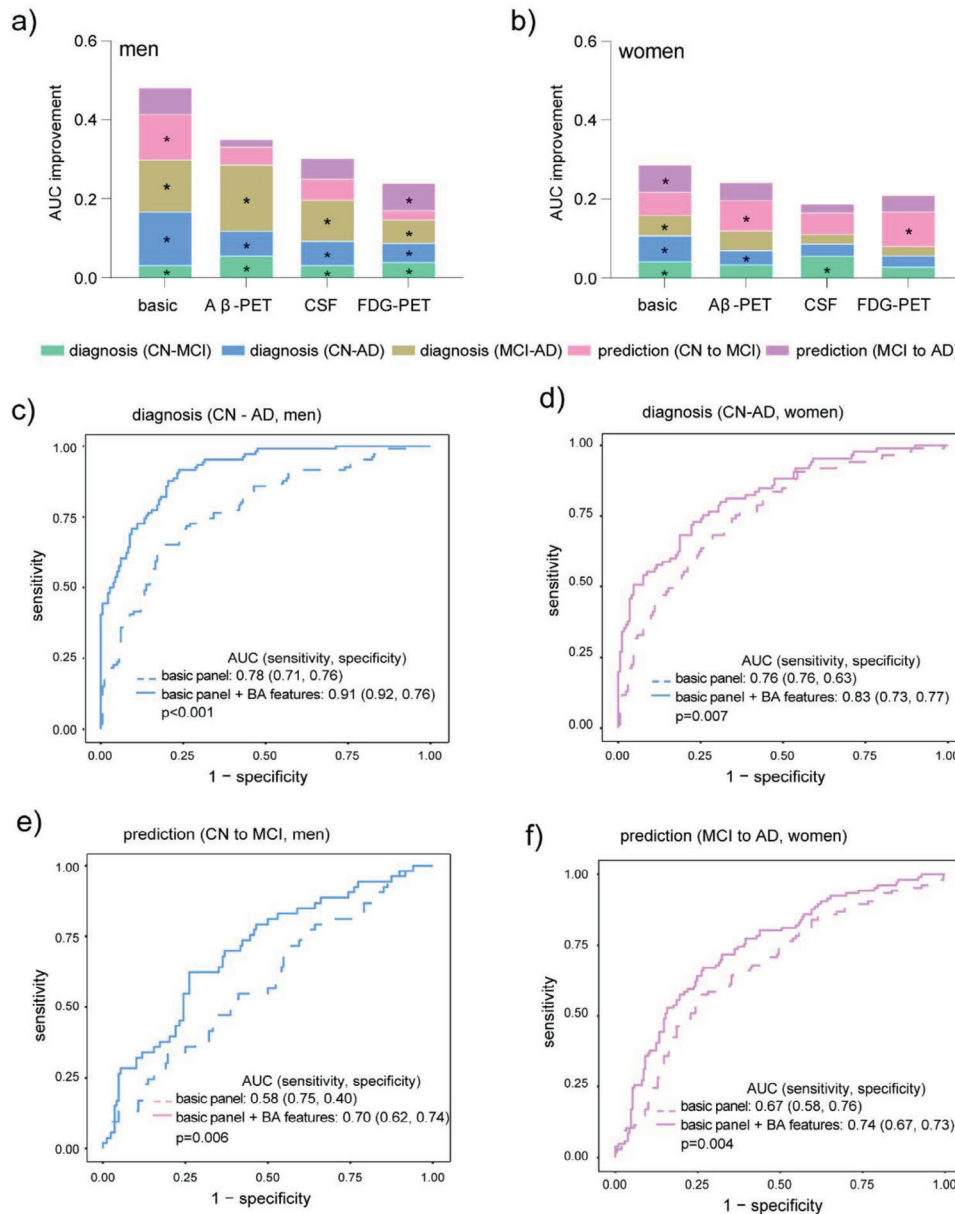 a)
men
0.6
0.4
0.2
0.0
AUC improvement
* * * *
* * *
* *
* * * *
basic Aβ-PET CSF FDG-PET
b)
women
0.6
0.4
0.2
0.0
AUC improvement
* * * *
* *
*
*
basic Aβ-PET CSF FDG-PET
diagnosis (CN-MCI) diagnosis (CN-AD) diagnosis (MCI-AD) prediction (CN to MCI) prediction (MCI to AD)
c)
diagnosis (CN - AD, men)
1.00
0.75
0.50
0.25
0.00
sensitivity
AUC (sensitivity, specificity)
basic panel: 0.78 (0.71, 0.76)
basic panel + BA features: 0.91 (0.92, 0.76)
p<0.001
0.00 0.25 0.50 0.75 1.00
1 − specificity
d)
diagnosis (CN-AD, women)
1.00
0.75
0.50
0.25
0.00
sensitivity
AUC (sensitivity, specificity)
basic panel: 0.76 (0.76, 0.63)
basic panel + BA features: 0.83 (0.73, 0.77)
p=0.007
0.00 0.25 0.50 0.75 1.00
1 − specificity
e)
prediction (CN to MCI, men)
1.00
0.75
0.50
0.25
0.00
sensitivity
AUC (sensitivity, specificity)
basic panel: 0.58 (0.75, 0.40)
basic panel + BA features: 0.70 (0.62, 0.74)
p=0.006
0.00 0.25 0.50 0.75 1.00
1 − specificity
f)
prediction (MCI to AD, women)
1.00
0.75
0.50
0.25
0.00
sensitivity
AUC (sensitivity, specificity)
basic panel: 0.67 (0.58, 0.76)
basic panel + BA features: 0.74 (0.67, 0.73)
p=0.004
0.00 0.25 0.50 0.75 1.00
1 − specificity